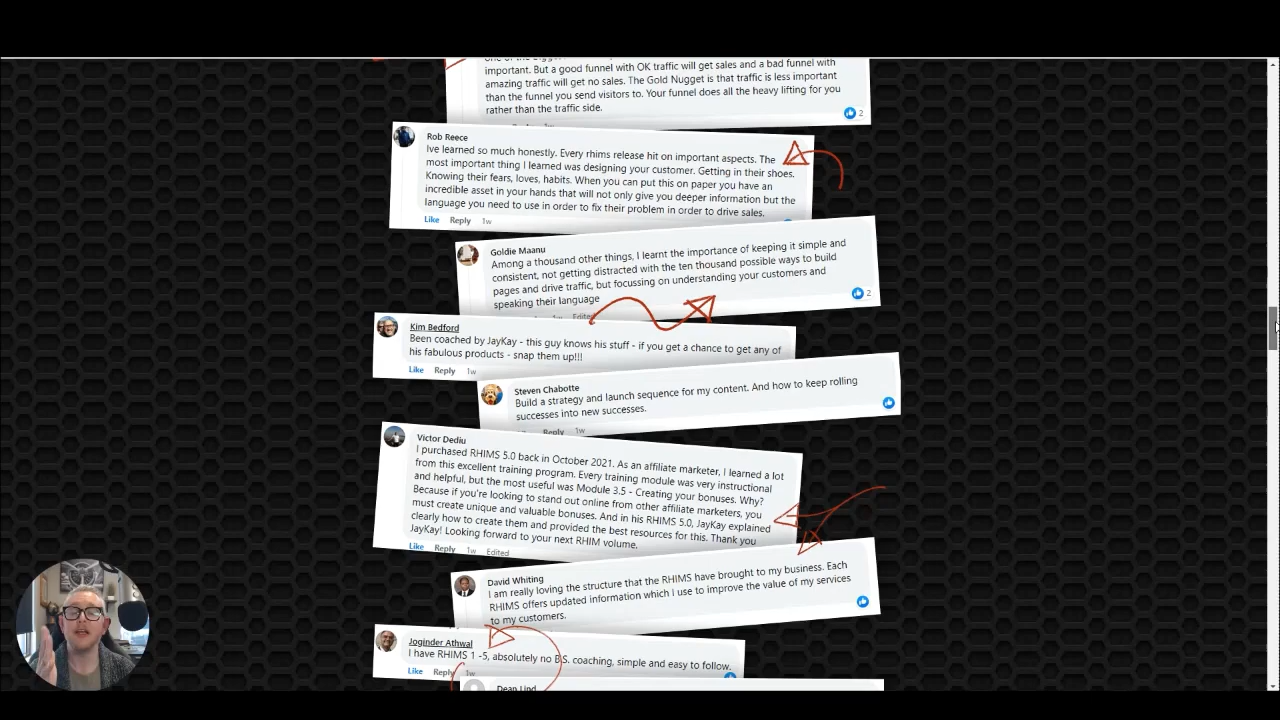 important. But a good funnel with OK traffic will get sales and a bad funnel with
amazing traffic will get no sales. The Gold Nugget is that traffic is less important
than the funnel you send visitors to. Your funnel does all the heavy lifting for you
rather than the traffic side.
2
Rob Reece
Ive learned so much honestly. Every rhims release hit on important aspects. The
most important thing I learned was designing your customer. Getting in their shoes.
Knowing their fears, loves, habits. When you can put this on paper you have an
incredible asset in your hands that will not only give you deeper information but the
language you need to use in order to fix their problem in order to drive sales.
Like Reply 1w
Goldie Maanu
Among a thousand other things, I learnt the importance of keeping it simple and
consistent, not getting distracted with the ten thousand possible ways to build
pages and drive traffic, but focussing on understanding your customers and
speaking their language
Edited
2
Kim Bedford
Been coached by JayKay - this guy knows his stuff - if you get a chance to get any of
his fabulous products - snap them up!!!
Like Reply 1w
Steven Chabotte
Build a strategy and launch sequence for my content. And how to keep rolling
successes into new successes.
Reply 1w
Victor Dediu
I purchased RHIMS 5.0 back in October 2021. As an affiliate marketer, I learned a lot
from this excellent training program. Every training module was very instructional
and helpful, but the most useful was Module 3.5 - Creating your bonuses. Why?
Because if you're looking to stand out online from other affiliate marketers, you
must create unique and valuable bonuses. And in his RHIMS 5.0, JayKay explained
clearly how to create them and provided the best resources for this. Thank you
JayKay! Looking forward to your next RHIM volume.
Like Reply 1w Edited
David Whiting
I am really loving the structure that the RHIMS have brought to my business. Each
RHIMS offers updated information which I use to improve the value of my services
to my customers.
Joginder Athwal
I have RHIMS 1 -5, absolutely no B.S. coaching, simple and easy to follow.
Like Reply 1w
Dean Lind